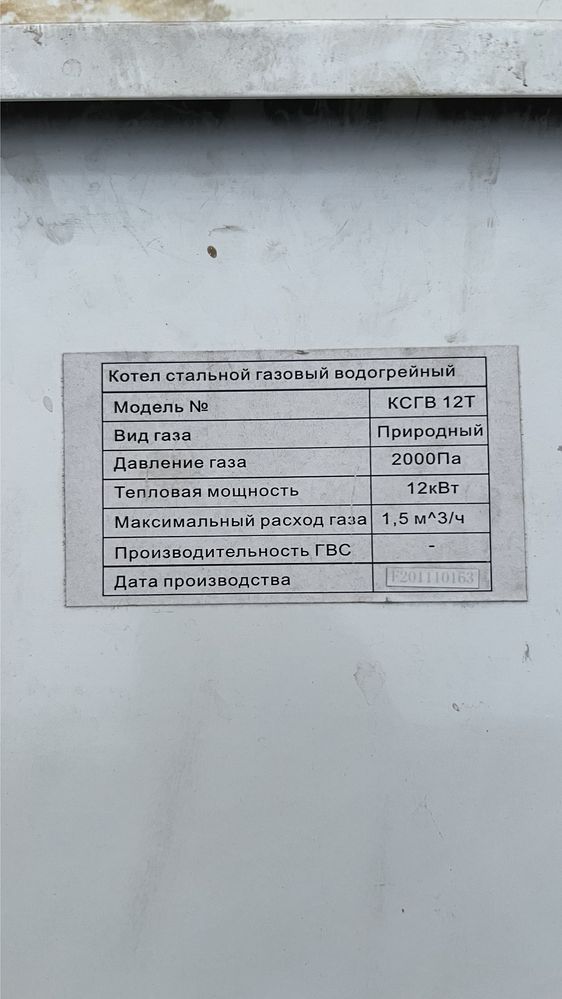 Котел стальной газовый водогрейный
Модель № КСГВ 12Т
Вид газа Природный
Давление газа 2000Па
Тепловая мощность 12кВт
Максимальный расход газа 1,5 м^3/ч
Производительность ГВС -
Дата производства F201110163